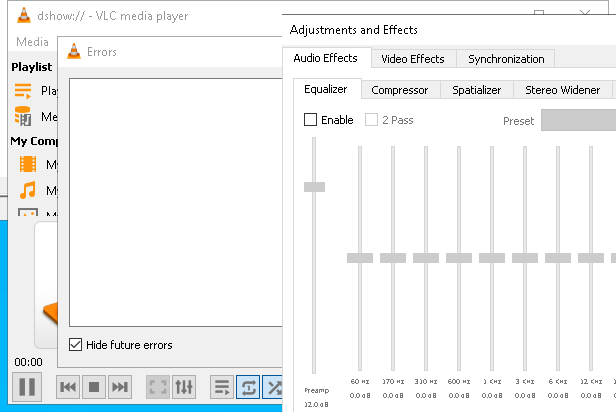 dshow:// - VLC media player
Media
Playlist
Pla
Me
My Comp
My
My
M
00:00
Errors
Hide future errors
Adjustments and Effects
Audio Effects Video Effects Synchronization
Equalizer Compressor Spatializer Stereo Widener
Enable 2 Pass Preset
60 Hz 170 Hz 310 Hz 600 Hz 1 KHz 3 KHz 6 KHz 12 KHz
Preamp 0.0 dB 0.0 dB 0.0 dB 0.0 dB 0.0 dB 0.0 dB 0.0 dB 0.0 dB
12.0 dB